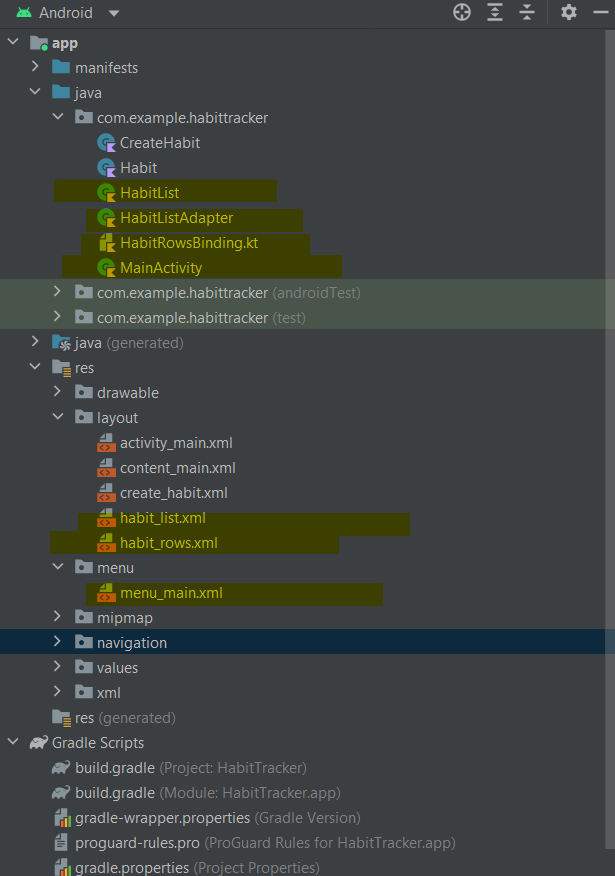 Android
app
manifests
java
com.example.habittracker
CreateHabit
Habit
HabitList
HabitListAdapter
HabitRowsBinding.kt
MainActivity
com.example.habittracker (androidTest)
com.example.habittracker (test)
java (generated)
res
drawable
layout
activity_main.xml
content_main.xml
create_habit.xml
habit_list.xml
habit_rows.xml
menu
menu_main.xml
mipmap
navigation
values
xml
res (generated)
Gradle Scripts
build.gradle (Project: HabitTracker)
build.gradle (Module: HabitTracker.app)
gradle-wrapper.properties (Gradle Version)
proguard-rules.pro (ProGuard Rules for HabitTracker.app)
gradle.properties (Project Properties)